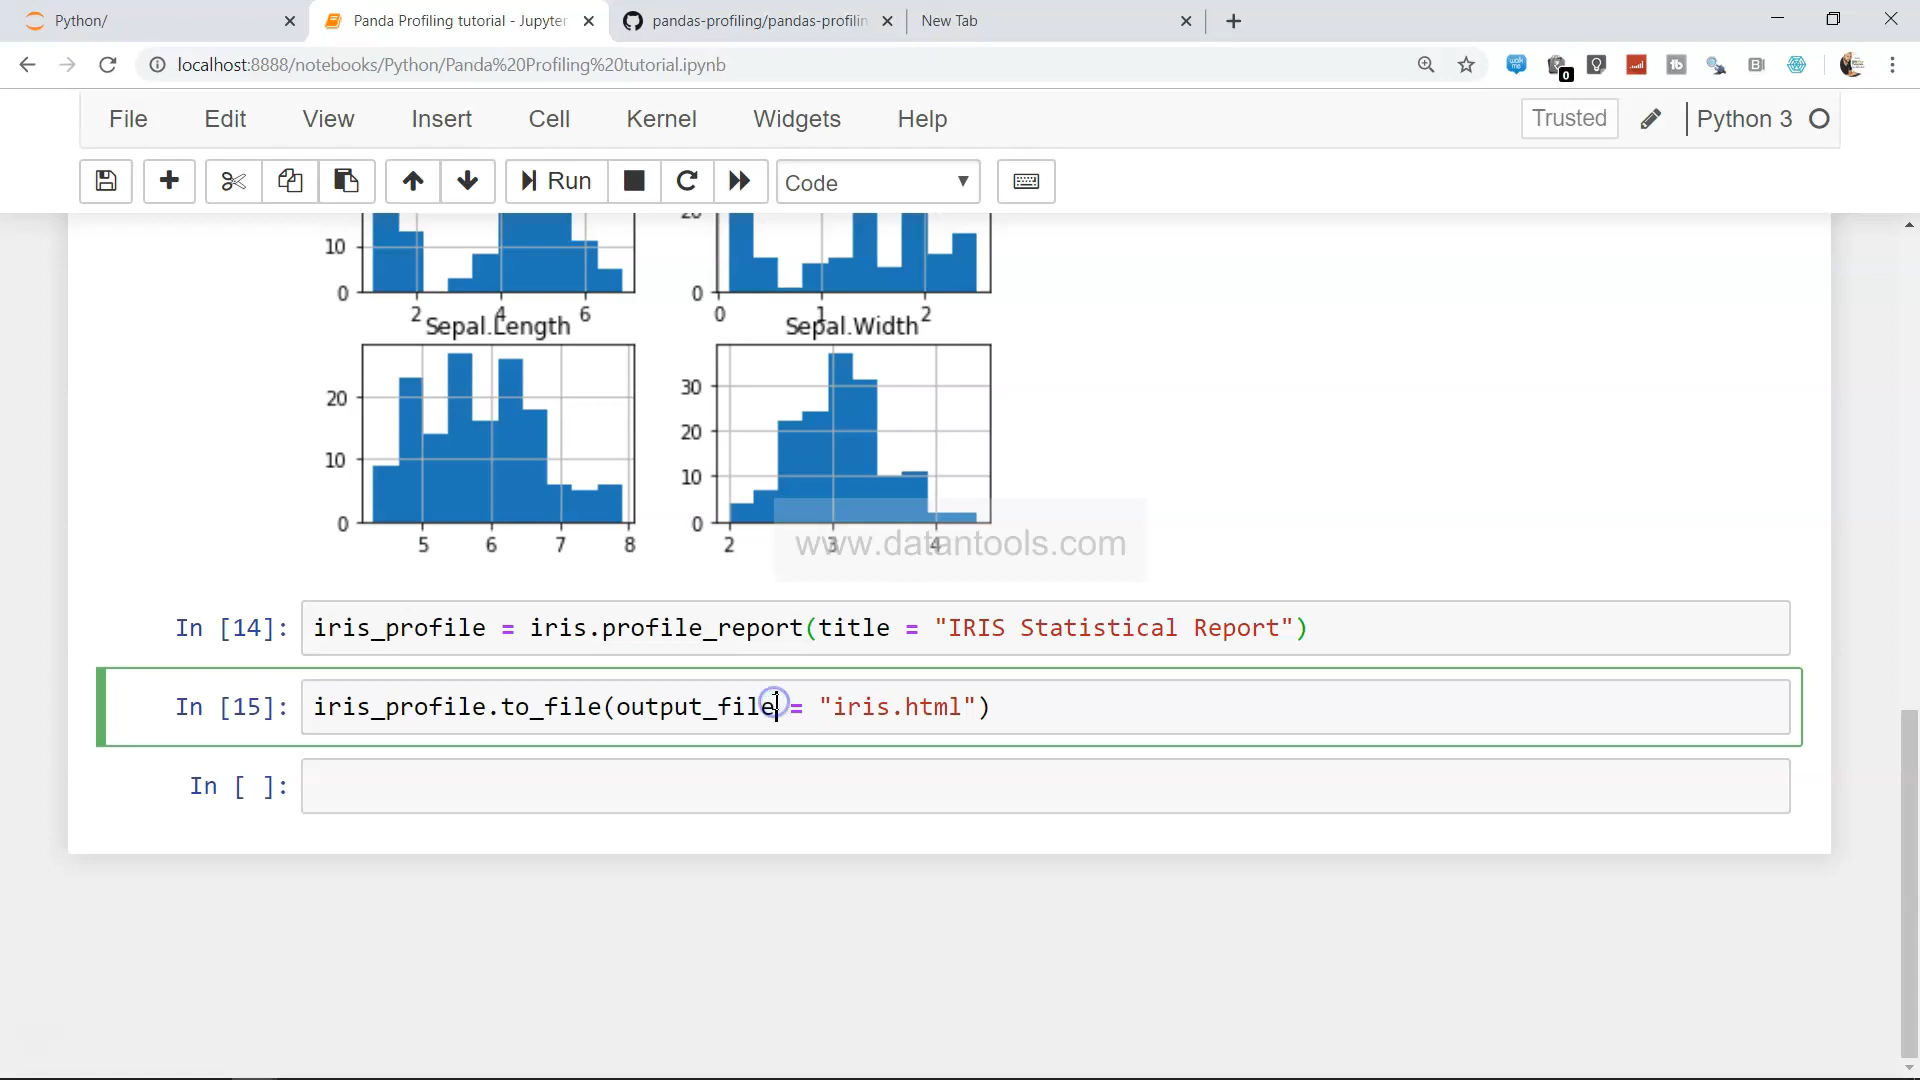 Python/
Panda Profiling tutorial - Jupyter
pandas-profiling/pandas-profilin
New Tab
localhost:8888/notebooks/Python/Panda%20Profiling%20tutorial.ipynb
0
File Edit View Insert Cell Kernel Widgets Help
Trusted
Python 3
Run
Code
10
0
2 4 6
20
0
0 1 2
Sepal.Length
20
10
0
5 6 7 8
Sepal.Width
30
20
10
0
2 3 4
www.datantools.com
In [14]: iris_profile = iris.profile_report(title = "IRIS Statistical Report")
In [15]: iris_profile.to_file(output_file = "iris.html")
In [ ]: